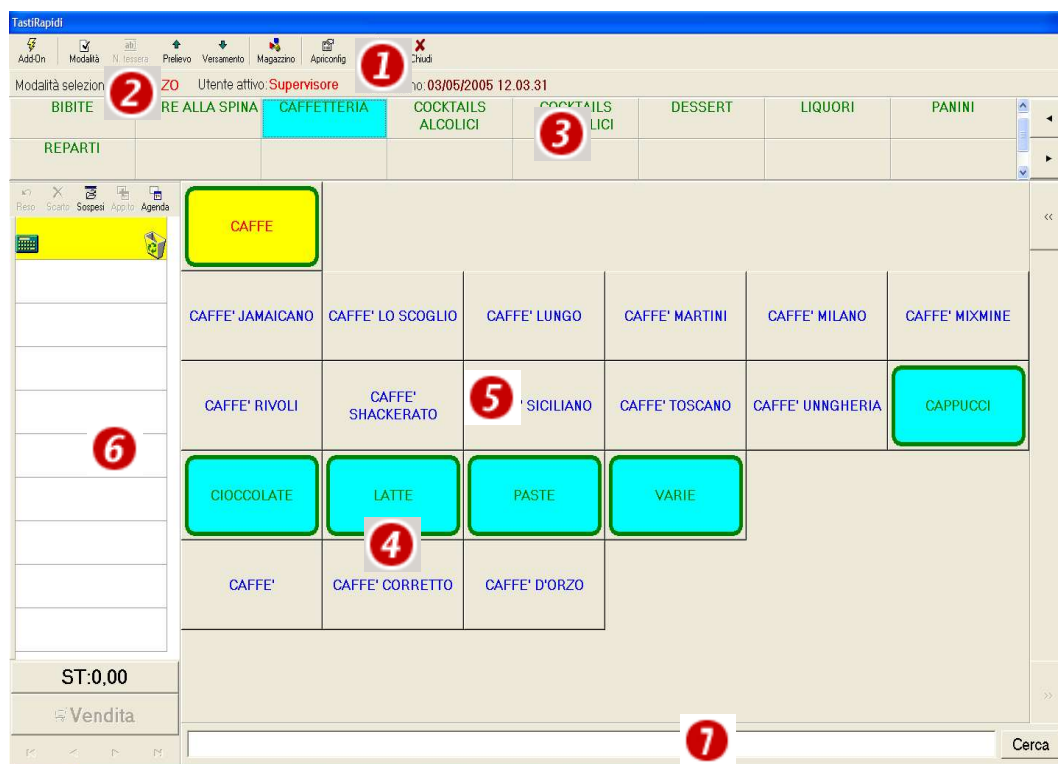 TastiRapidi
Add-On Modalità N. tessera Prelievo Versamento Magazzino Apriconfig Chiudi
1
Modalità selezion ZO Utente attivo:Supervisore no:03/05/2005 12.03.31
2
BIBITE RE ALLA SPINA CAFFETTERIA COCKTAILS ALCOLICI COCKTAILS LICI DESSERT LIQUORI PANINI
3
REPARTI
Reso Scarto Sospesi App.to Agenda
CAFFE
CAFFE' JAMAICANO CAFFE' LO SCOGLIO CAFFE' LUNGO CAFFE' MARTINI CAFFE' MILANO CAFFE' MIXMINE
CAFFE' RIVOLI CAFFE' SHACKERATO ' SICILIANO CAFFE' TOSCANO CAFFE' UNNGHERIA CAPPUCCI
5
6
CIOCCOLATE LATTE PASTE VARIE
4
CAFFE' CAFFE' CORRETTO CAFFE' D'ORZO
ST:0,00
Vendita
7
Cerca